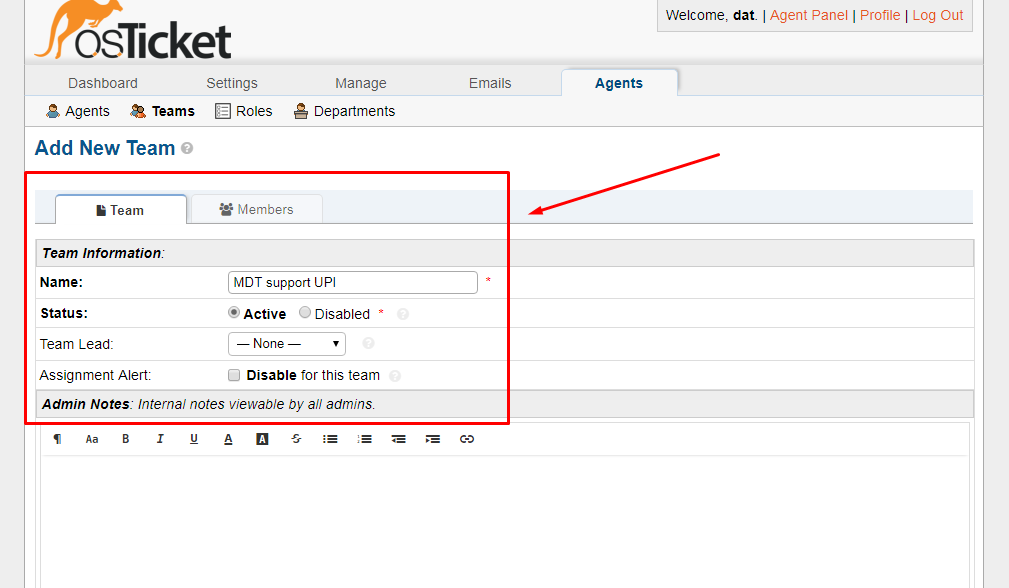 Welcome, dat. | Agent Panel | Profile | Log Out
osTicket
Dashboard Settings Manage Emails Agents
Agents Teams Roles Departments
Add New Team ?
Team Members
Team Information:
Name: MDT support UPI *
Status: Active Disabled * ?
Team Lead: — None — ▼ ?
Assignment Alert: Disable for this team ?
Admin Notes: Internal notes viewable by all admins.
¶ Aa B I U A A S